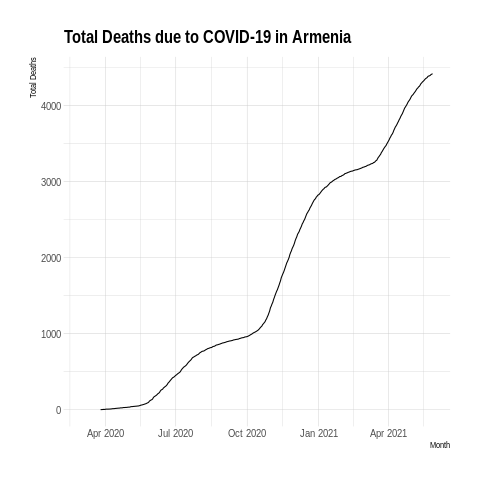 Total Deaths due to COVID-19 in Armenia
Total Deaths
4000
3000
2000
1000
0
Apr 2020 Jul 2020 Oct 2020 Jan 2021 Apr 2021
Month